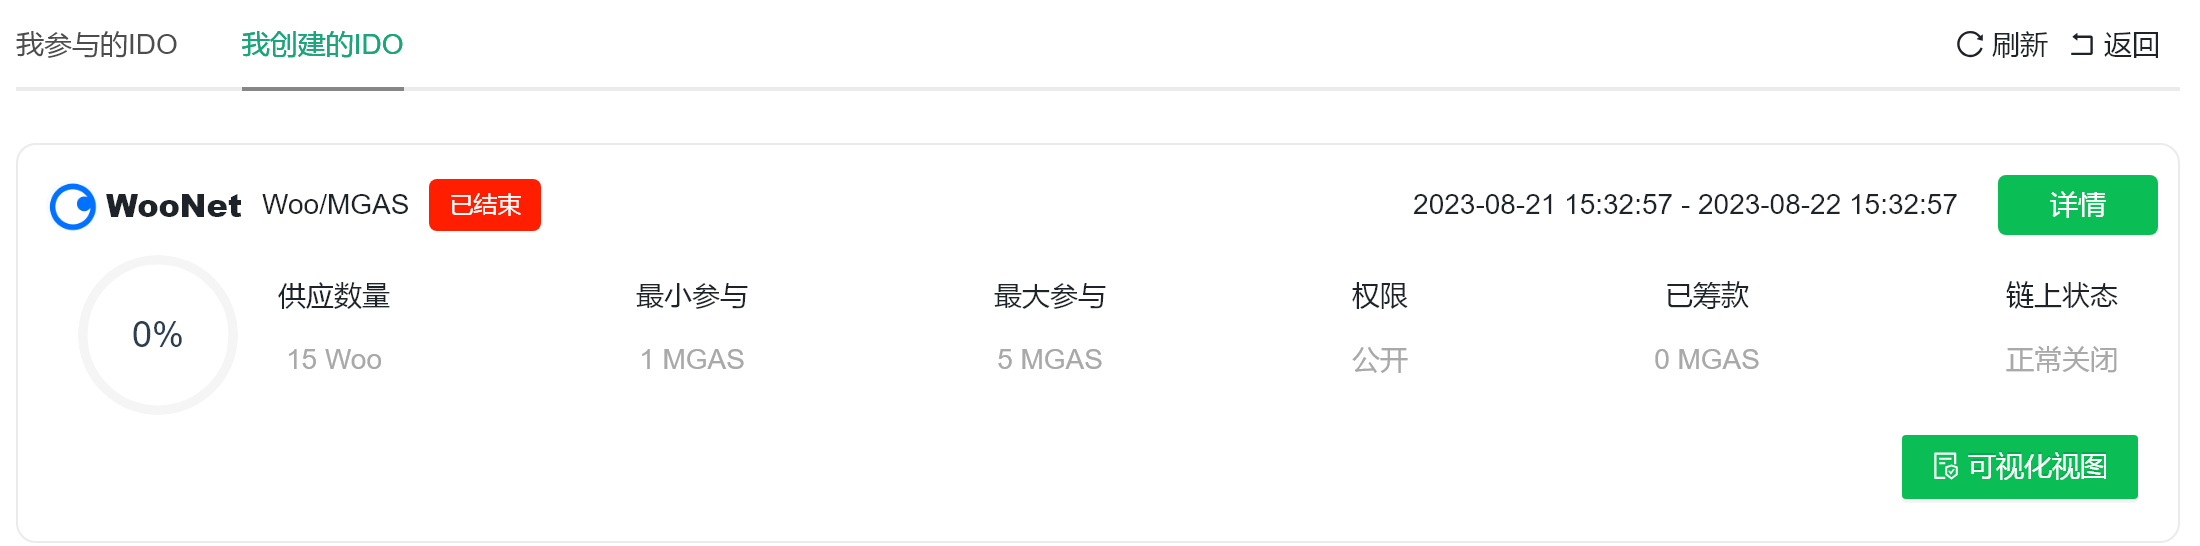 我参与的IDO 我创建的IDO 刷新 返回
WooNet Woo/MGAS 已结束 2023-08-21 15:32:57 - 2023-08-22 15:32:57 详情
0%
供应数量 最小参与 最大参与 权限 已筹款 链上状态
15 Woo 1 MGAS 5 MGAS 公开 0 MGAS 正常关闭
可视化视图